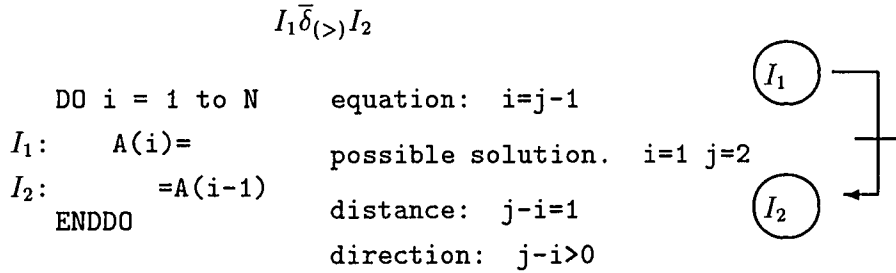 I₁δ̅₍>₎I₂
DO i = 1 to N
I₁: A(i)=
I₂: =A(i-1)
ENDDO
equation: i=j-1
possible solution. i=1 j=2
distance: j-i=1
direction: j-i>0
I₁
I₂